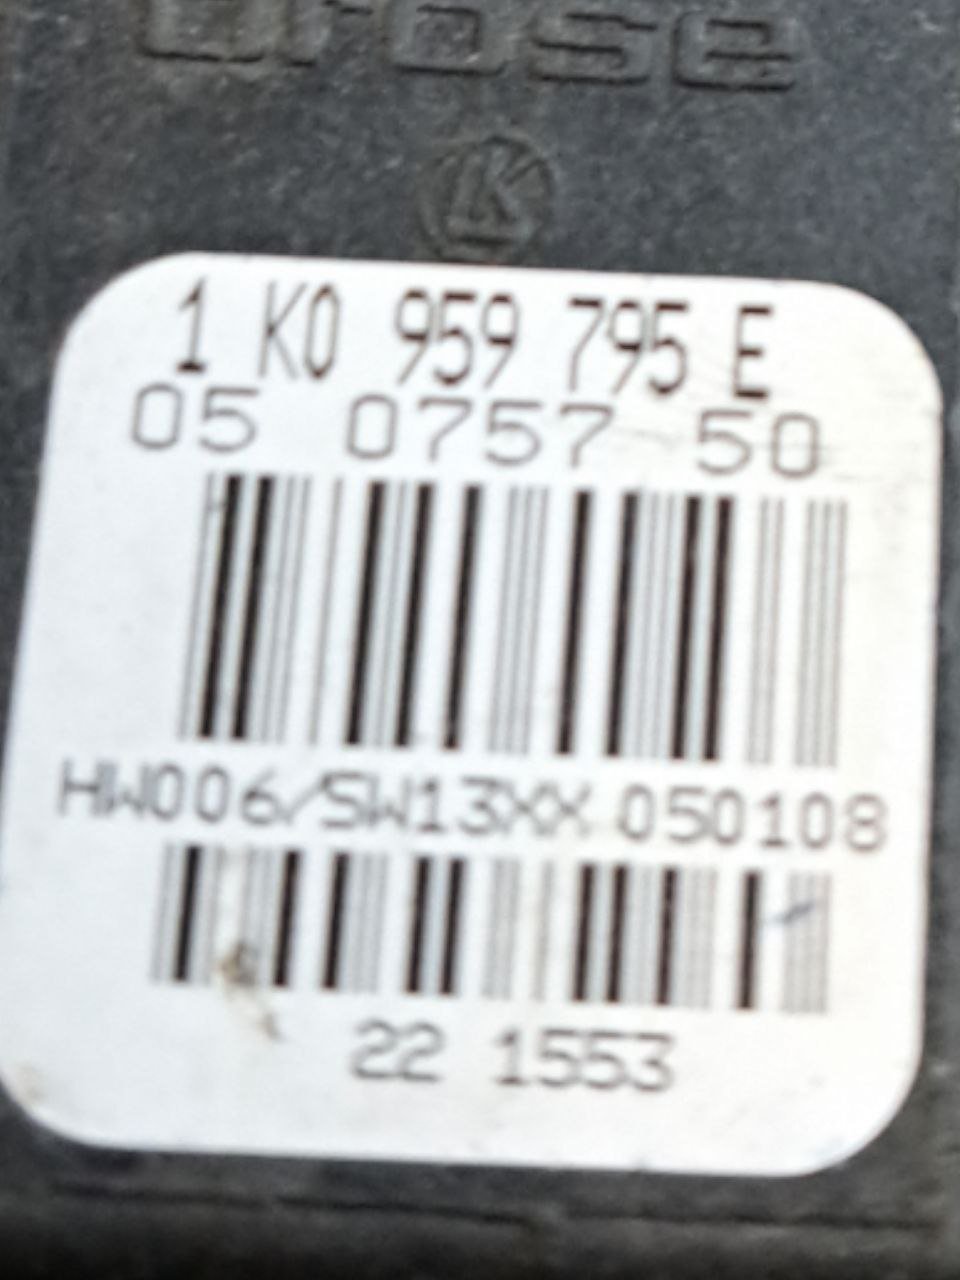 brose
K
1 K0 959 795 E
05 0757 50
HW006/SW13XX 050108
22 1553